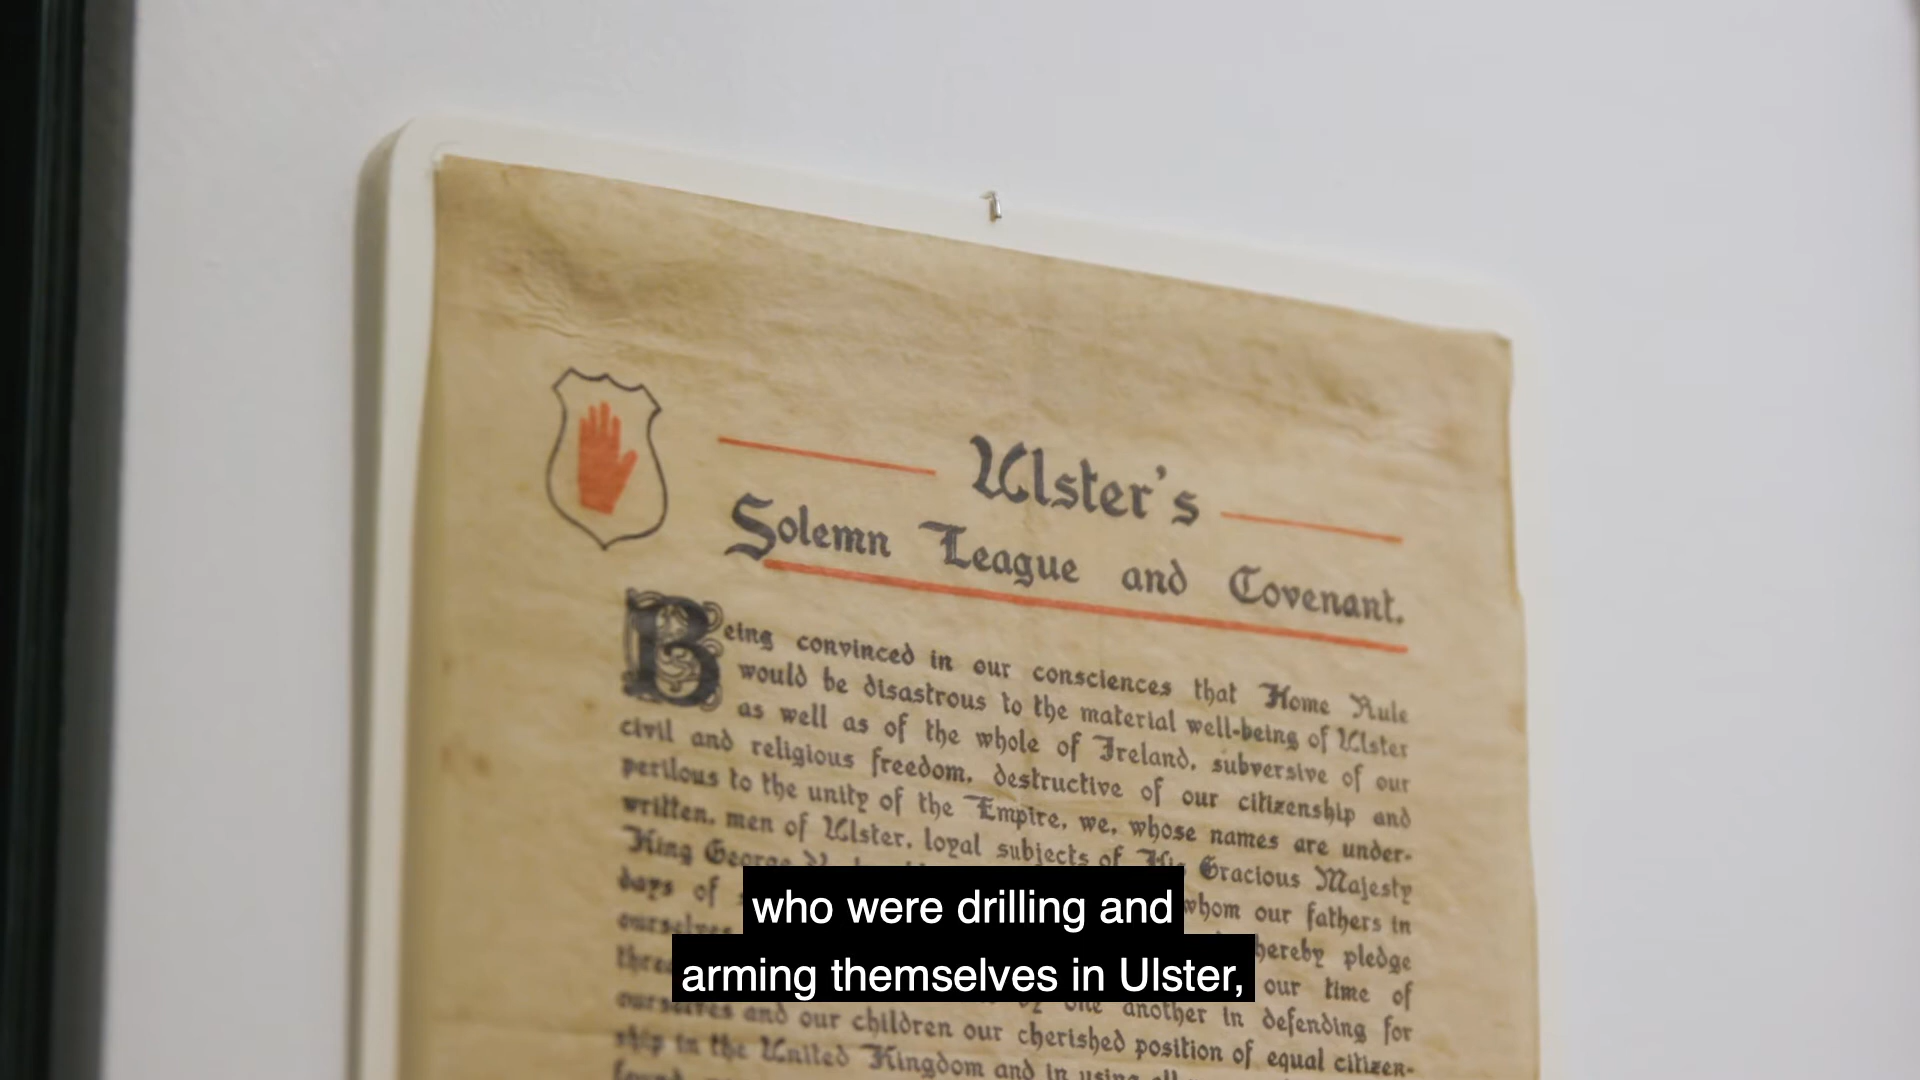 Ulster's
Solemn League and Covenant.
Being convinced in our consciences that Home Rule
would be disastrous to the material well-being of Ulster
as well as of the whole of Ireland, subversive of our
civil and religious freedom, destructive of our citizenship and
perilous to the unity of the Empire, we, whose names are under-
written, men of Ulster, loyal subjects of His Gracious Majesty
King George
days of whom our fathers in
ourselves hereby pledge
our time of
one another in defending for
ourselves and our children our cherished position of equal citizen-
ship in the United Kingdom and in using all
who were drilling and
arming themselves in Ulster,